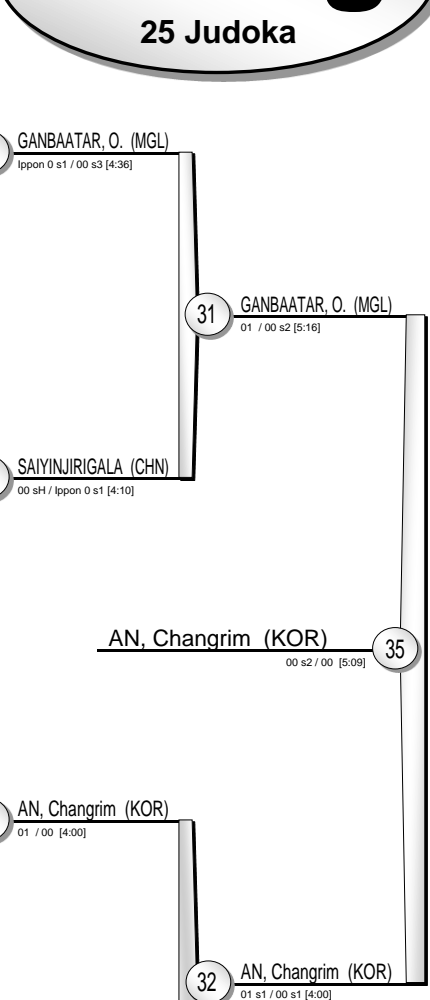 25 Judoka
GANBAATAR, O. (MGL)
Ippon 0 s1 / 00 s3 [4:36]
31
GANBAATAR, O. (MGL)
01 / 00 s2 [5:16]
SAIYINJIRIGALA (CHN)
00 sH / Ippon 0 s1 [4:10]
AN, Changrim (KOR)
35
00 s2 / 00 [5:09]
AN, Changrim (KOR)
01 / 00 [4:00]
32
AN, Changrim (KOR)
01 s1 / 00 s1 [4:00]